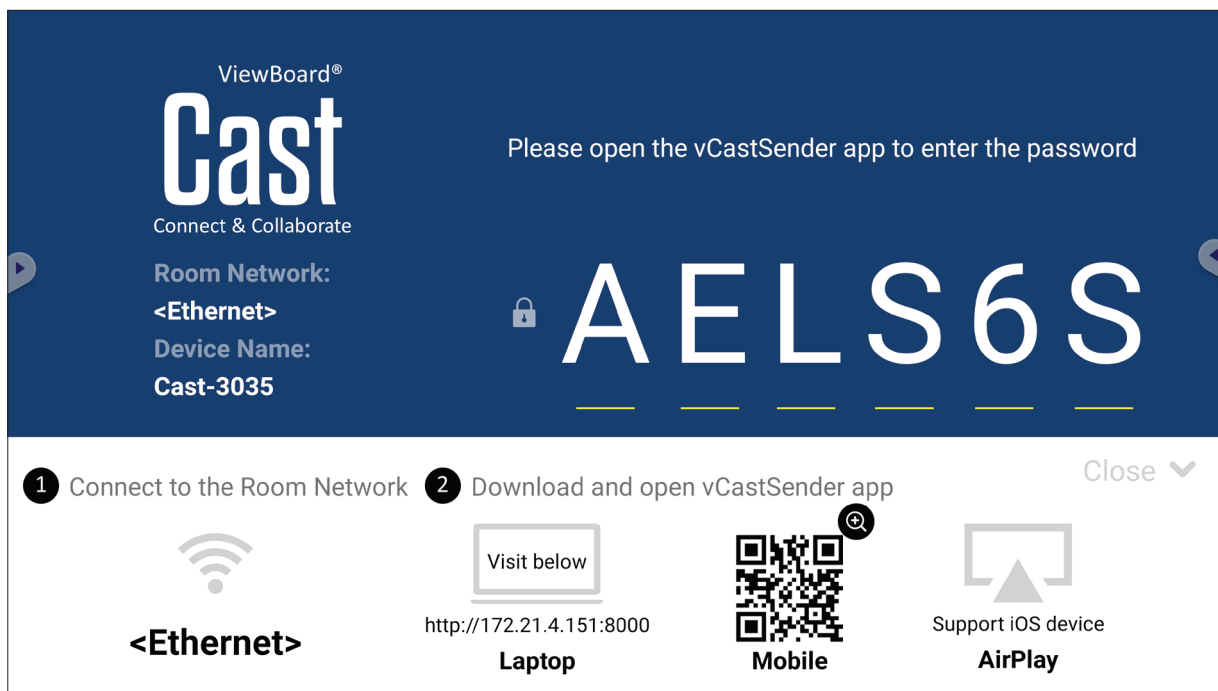 ViewBoard®
Cast
Connect & Collaborate
Room Network:
<Ethernet>
Device Name:
Cast-3035
Please open the vCastSender app to enter the password
AELS6S
1 Connect to the Room Network
<Ethernet>
2 Download and open vCastSender app
Close
Visit below
http://172.21.4.151:8000
Laptop
Mobile
Support iOS device
AirPlay